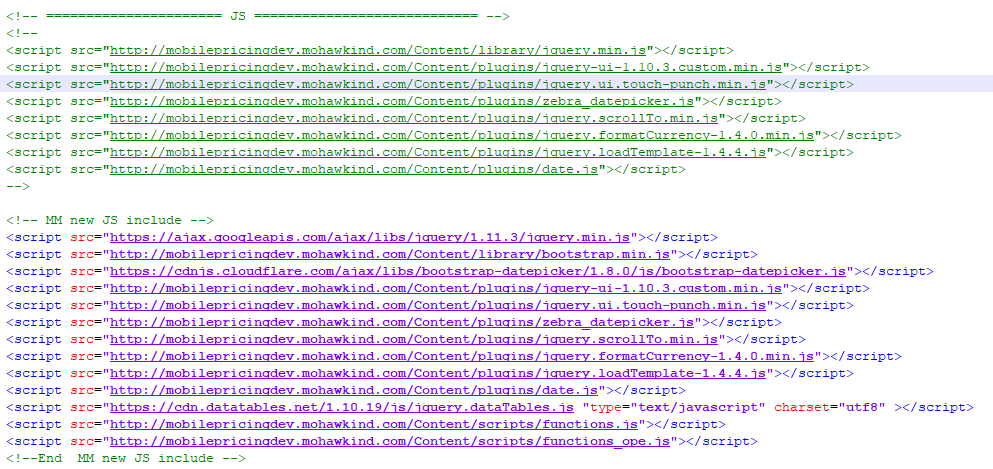 <!-- ====================== JS ============================ -->
<!--
<script src="http://mobilepricingdev.mohawkind.com/Content/library/jquery.min.js"></script>
<script src="http://mobilepricingdev.mohawkind.com/Content/plugins/jquery-ui-1.10.3.custom.min.js"></script>
<script src="http://mobilepricingdev.mohawkind.com/Content/plugins/jquery.ui.touch-punch.min.js"></script>
<script src="http://mobilepricingdev.mohawkind.com/Content/plugins/zebra_datepicker.js"></script>
<script src="http://mobilepricingdev.mohawkind.com/Content/plugins/jquery.scrollTo.min.js"></script>
<script src="http://mobilepricingdev.mohawkind.com/Content/plugins/jquery.formatCurrency-1.4.0.min.js"></script>
<script src="http://mobilepricingdev.mohawkind.com/Content/plugins/jquery.loadTemplate-1.4.4.js"></script>
<script src="http://mobilepricingdev.mohawkind.com/Content/plugins/date.js"></script>
-->
<!-- MM new JS include -->
<script src="https://ajax.googleapis.com/ajax/libs/jquery/1.11.3/jquery.min.js"></script>
<script src="http://mobilepricingdev.mohawkind.com/Content/library/bootstrap.min.js"></script>
<script src="https://cdnjs.cloudflare.com/ajax/libs/bootstrap-datepicker/1.8.0/js/bootstrap-datepicker.js"></script>
<script src="http://mobilepricingdev.mohawkind.com/Content/plugins/jquery-ui-1.10.3.custom.min.js"></script>
<script src="http://mobilepricingdev.mohawkind.com/Content/plugins/jquery.ui.touch-punch.min.js"></script>
<script src="http://mobilepricingdev.mohawkind.com/Content/plugins/zebra_datepicker.js"></script>
<script src="http://mobilepricingdev.mohawkind.com/Content/plugins/jquery.scrollTo.min.js"></script>
<script src="http://mobilepricingdev.mohawkind.com/Content/plugins/jquery.formatCurrency-1.4.0.min.js"></script>
<script src="http://mobilepricingdev.mohawkind.com/Content/plugins/jquery.loadTemplate-1.4.4.js"></script>
<script src="http://mobilepricingdev.mohawkind.com/Content/plugins/date.js"></script>
<script src="https://cdn.datatables.net/1.10.19/js/jquery.dataTables.js "type="text/javascript" charset="utf8" ></script>
<script src="http://mobilepricingdev.mohawkind.com/Content/scripts/functions.js"></script>
<script src="http://mobilepricingdev.mohawkind.com/Content/scripts/functions_ope.js"></script>
<!--End  MM new JS include -->